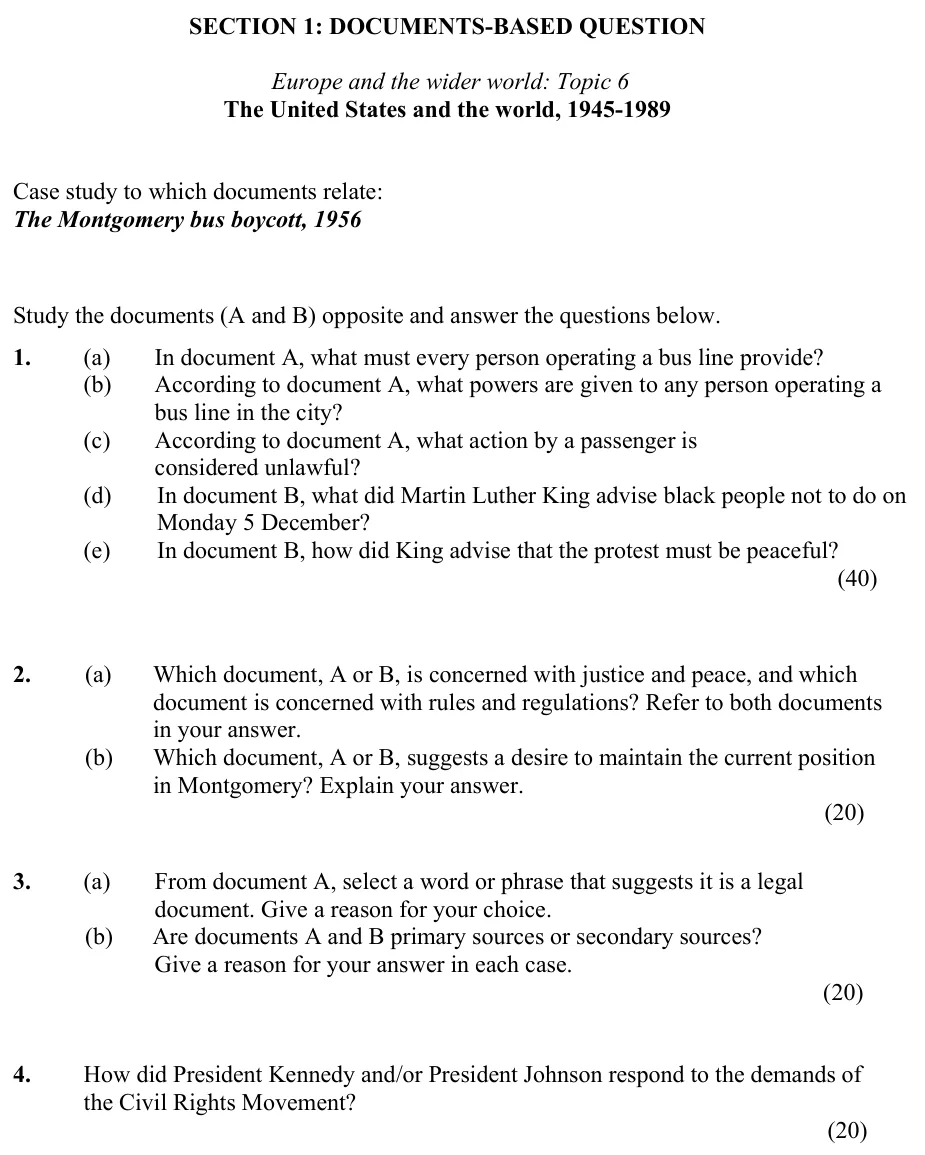 SECTION 1: DOCUMENTS-BASED QUESTION
Europe and the wider world: Topic 6
The United States and the world, 1945-1989
Case study to which documents relate:
The Montgomery bus boycott, 1956
Study the documents (A and B) opposite and answer the questions below.
1. (a) In document A, what must every person operating a bus line provide?
(b) According to document A, what powers are given to any person operating a
bus line in the city?
(c) According to document A, what action by a passenger is
considered unlawful?
(d) In document B, what did Martin Luther King advise black people not to do on
Monday 5 December?
(e) In document B, how did King advise that the protest must be peaceful?
(40)
2. (a) Which document, A or B, is concerned with justice and peace, and which
document is concerned with rules and regulations? Refer to both documents
in your answer.
(b) Which document, A or B, suggests a desire to maintain the current position
in Montgomery? Explain your answer.
(20)
3. (a) From document A, select a word or phrase that suggests it is a legal
document. Give a reason for your choice.
(b) Are documents A and B primary sources or secondary sources?
Give a reason for your answer in each case.
(20)
4. How did President Kennedy and/or President Johnson respond to the demands of
the Civil Rights Movement?
(20)